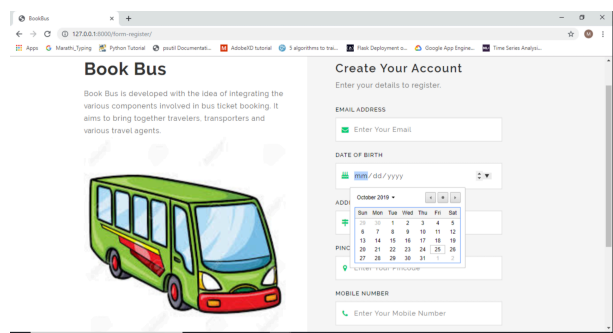 BookBus
127.0.0.1:8000/form-register/
Apps Marathi_Typing Python Tutorial psutil Documentati... AdobeXD tutorial 5 algorithms to trai... Flask Deployment o... Google App Engine... Time Series Analysi...
Book Bus
Book Bus is developed with the idea of integrating the
various components involved in bus ticket booking. It
aims to bring together travelers, transporters and
various travel agents.
Create Your Account
Enter your details to register.
EMAIL ADDRESS
Enter Your Email
DATE OF BIRTH
mm/dd/yyyy
October 2019
Sun Mon Tue Wed Thu Fri Sat
29 30 1 2 3 4 5
6 7 8 9 10 11 12
13 14 15 16 17 18 19
20 21 22 23 24 25 26
27 28 29 30 31 1 2
ADD
PINC
Enter Your Pincode
MOBILE NUMBER
Enter Your Mobile Number